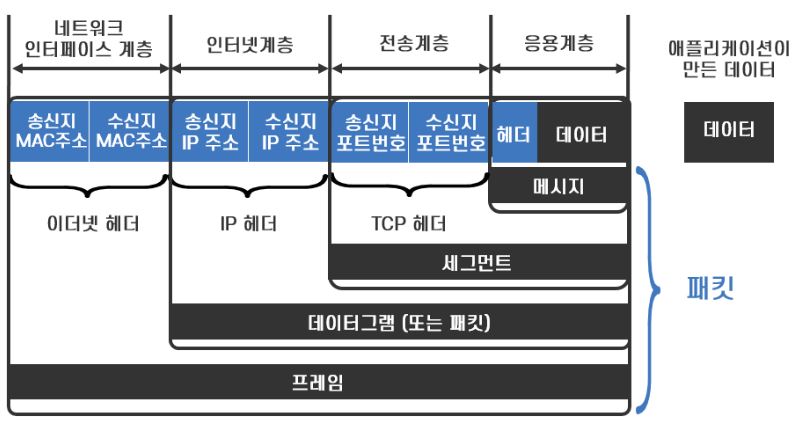 네트워크
인터페이스 계층
인터넷계층
전송계층
응용계층
애플리케이션이
만든 데이터
송신지
MAC주소
수신지
MAC주소
송신지
IP 주소
수신지
IP 주소
송신지
포트번호
수신지
포트번호
헤더
데이터
데이터
이더넷 헤더
IP 헤더
TCP 헤더
메시지
세그먼트
데이터그램 (또는 패킷)
프레임
패킷